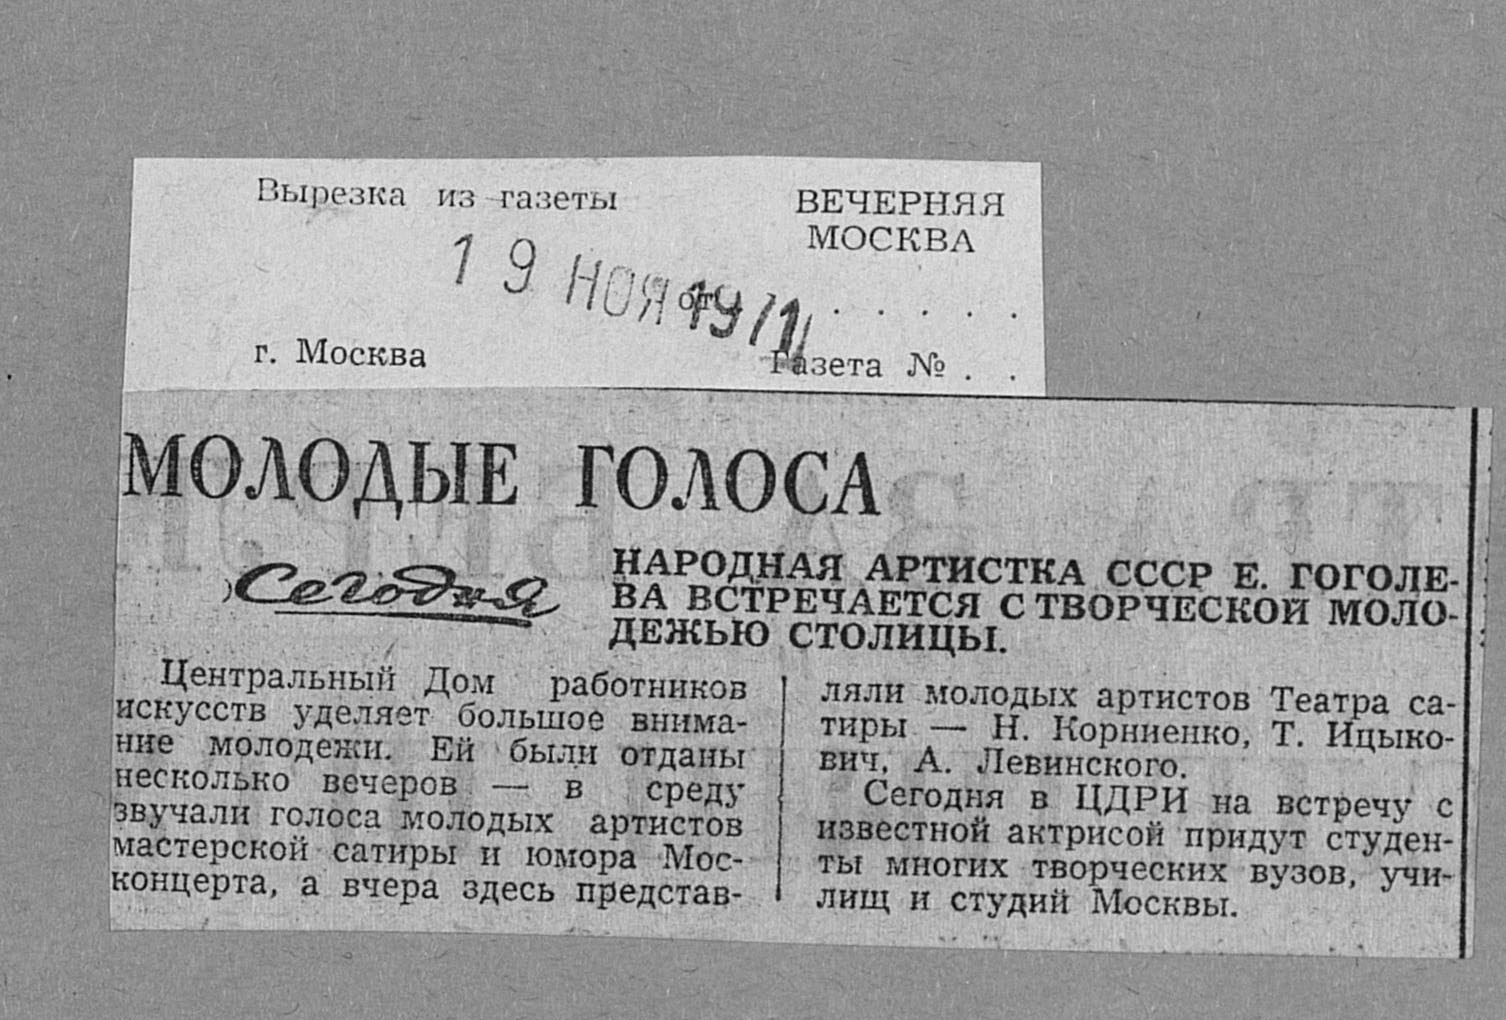 Вырезка из газеты
ВЕЧЕРНЯЯ
МОСКВА
19 НОЯ 1971
от . . . . .
г. Москва
Газета № . .
МОЛОДЫЕ ГОЛОСА
Сегодня
НАРОДНАЯ АРТИСТКА СССР Е. ГОГОЛЕ-
ВА ВСТРЕЧАЕТСЯ С ТВОРЧЕСКОЙ МОЛО-
ДЕЖЬЮ СТОЛИЦЫ.
Центральный Дом работников
искусств уделяет большое внима-
ние молодежи. Ей были отданы
несколько вечеров — в среду
звучали голоса молодых артистов
мастерской сатиры и юмора Мос-
концерта, а вчера здесь представ-
ляли молодых артистов Театра са-
тиры — Н. Корниенко, Т. Ицыко-
вич, А. Левинского.
Сегодня в ЦДРИ на встречу с
известной актрисой придут студен-
ты многих творческих вузов, учи-
лищ и студий Москвы.